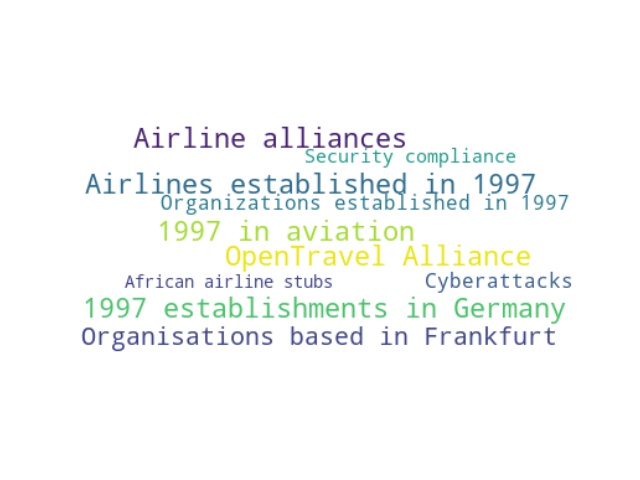 Airline alliances
Security compliance
Airlines established in 1997
Organizations established in 1997
1997 in aviation
OpenTravel Alliance
African airline stubs
Cyberattacks
1997 establishments in Germany
Organisations based in Frankfurt